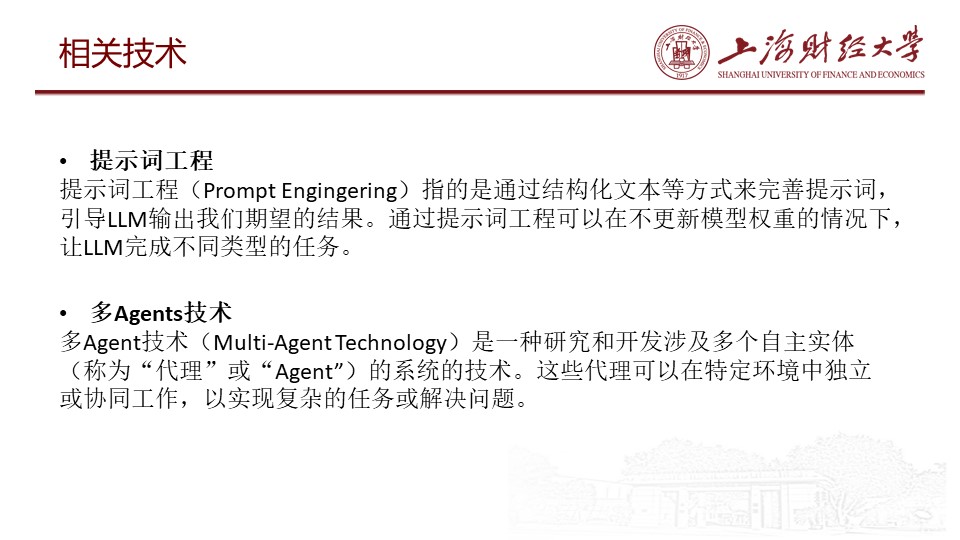 相关技术
上海财经大学
SHANGHAI UNIVERSITY OF FINANCE AND ECONOMICS
1917
• 提示词工程
提示词工程（Prompt Engingering）指的是通过结构化文本等方式来完善提示词，
引导LLM输出我们期望的结果。通过提示词工程可以在不更新模型权重的情况下，
让LLM完成不同类型的任务。
• 多Agents技术
多Agent技术（Multi-Agent Technology）是一种研究和开发涉及多个自主实体
（称为“代理”或“Agent”）的系统的技术。这些代理可以在特定环境中独立
或协同工作，以实现复杂的任务或解决问题。